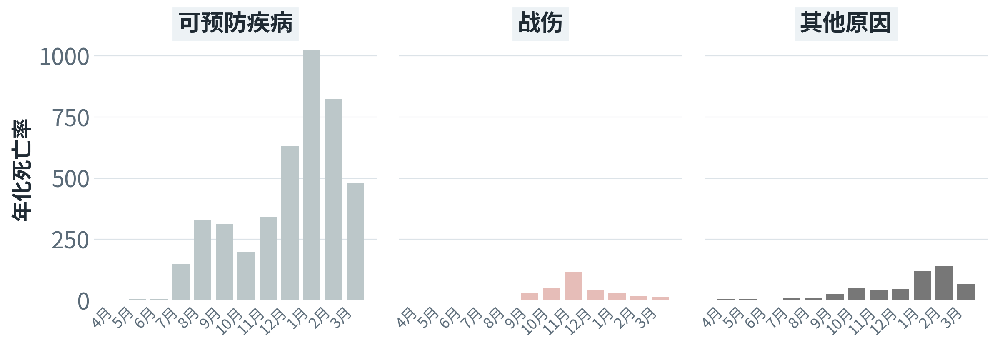 可预防疾病
战伤
其他原因
年化死亡率
1000
750
500
250
0
4月 5月 6月 7月 8月 9月 10月 11月 12月 1月 2月 3月
4月 5月 6月 7月 8月 9月 10月 11月 12月 1月 2月 3月
4月 5月 6月 7月 8月 9月 10月 11月 12月 1月 2月 3月